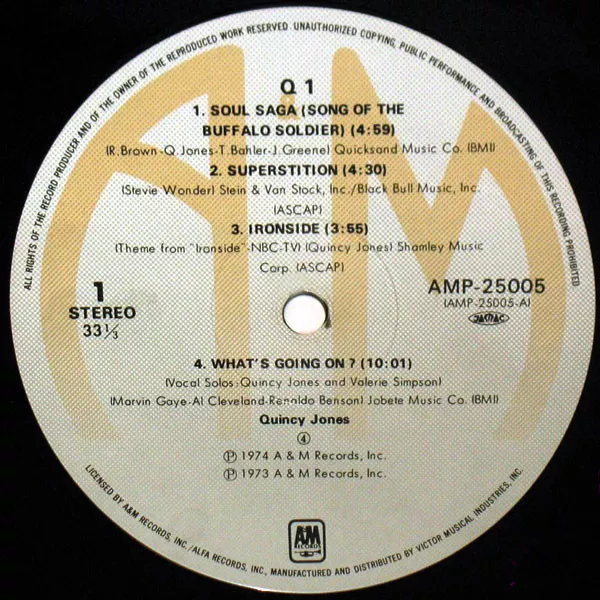 ALL RIGHTS OF THE RECORD PRODUCER AND OF THE OWNER OF THE REPRODUCED WORK RESERVED. UNAUTHORIZED COPYING, PUBLIC PERFORMANCE AND BROADCASTING OF THIS RECORDING PROHIBITED
Q 1
1. SOUL SAGA (SONG OF THE
BUFFALO SOLDIER) (4:59)
(R. Brown-Q. Jones-T. Bahler-J. Greene) Quicksand Music Co. (BMI)
2. SUPERSTITION (4:30)
(Stevie Wonder) Stein & Van Stock, Inc./Black Bull Music, Inc.
(ASCAP)
3. IRONSIDE (3:55)
(Theme from "Ironside"-NBC-TV) (Quincy Jones) Shamley Music
Corp. (ASCAP)
1
STEREO
33 1/3
AMP-25005
(AMP-25005-A)
JASRAC
4. WHAT'S GOING ON? (10:01)
(Vocal Solos: Quincy Jones and Valerie Simpson)
(Marvin Gaye-Al Cleveland-Renaldo Benson) Jobete Music Co. (BMI)
Quincy Jones
④
Ⓟ 1974 A & M Records, Inc.
Ⓟ 1973 A & M Records, Inc.
A&M
RECORDS
LICENSED BY A&M RECORDS, INC./ALFA RECORDS, INC., MANUFACTURED AND DISTRIBUTED BY VICTOR MUSICAL INDUSTRIES, INC.